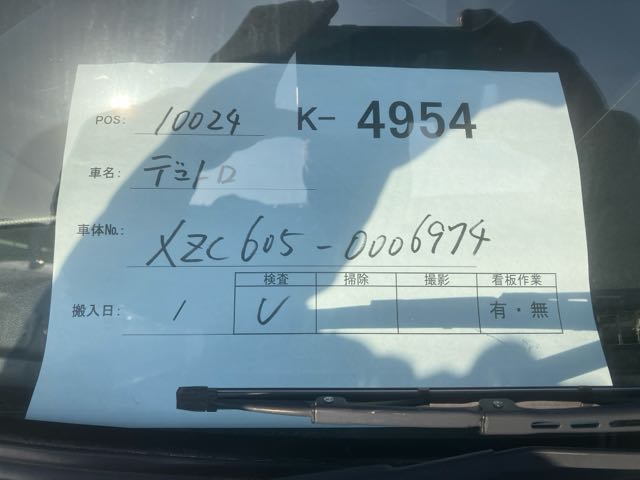 POS: 10024 K- 4954
車名: デュトロ
車体No.: XZC605-0006974
検査 掃除 撮影 看板作業
搬入日: 1 レ 有・無